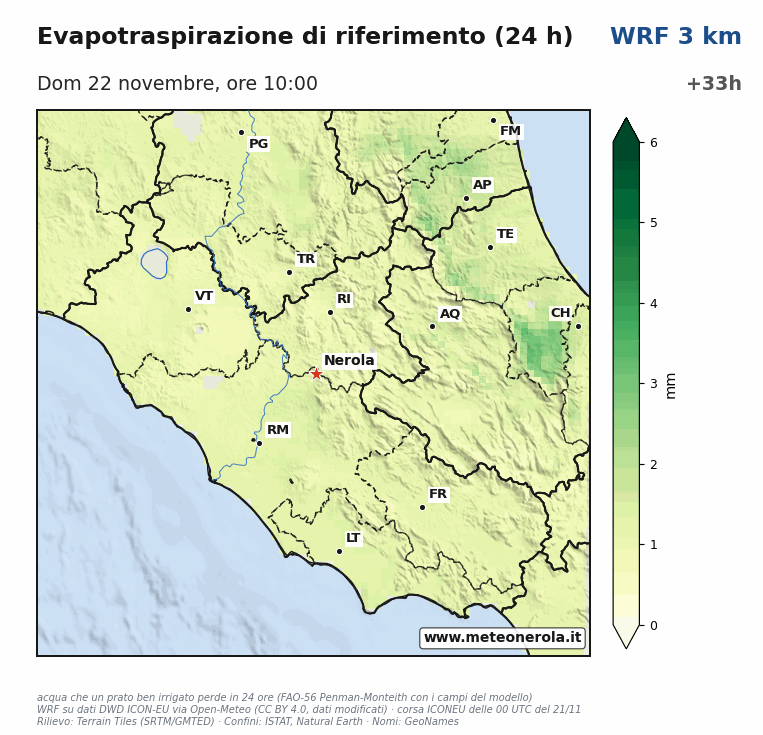 Evapotraspirazione di riferimento (24 h)
WRF 3 km
Dom 22 novembre, ore 10:00
+33h
FM
PG
AP
TE
TR
VT
RI
AQ
CH
Nerola
RM
FR
LT
www.meteonerola.it
6
5
4
3
2
1
0
mm
acqua che un prato ben irrigato perde in 24 ore (FAO-56 Penman-Monteith con i campi del modello)
WRF su dati DWD ICON-EU via Open-Meteo (CC BY 4.0, dati modificati) · corsa ICONEU delle 00 UTC del 21/11
Rilievo: Terrain Tiles (SRTM/GMTED) · Confini: ISTAT, Natural Earth · Nomi: GeoNames